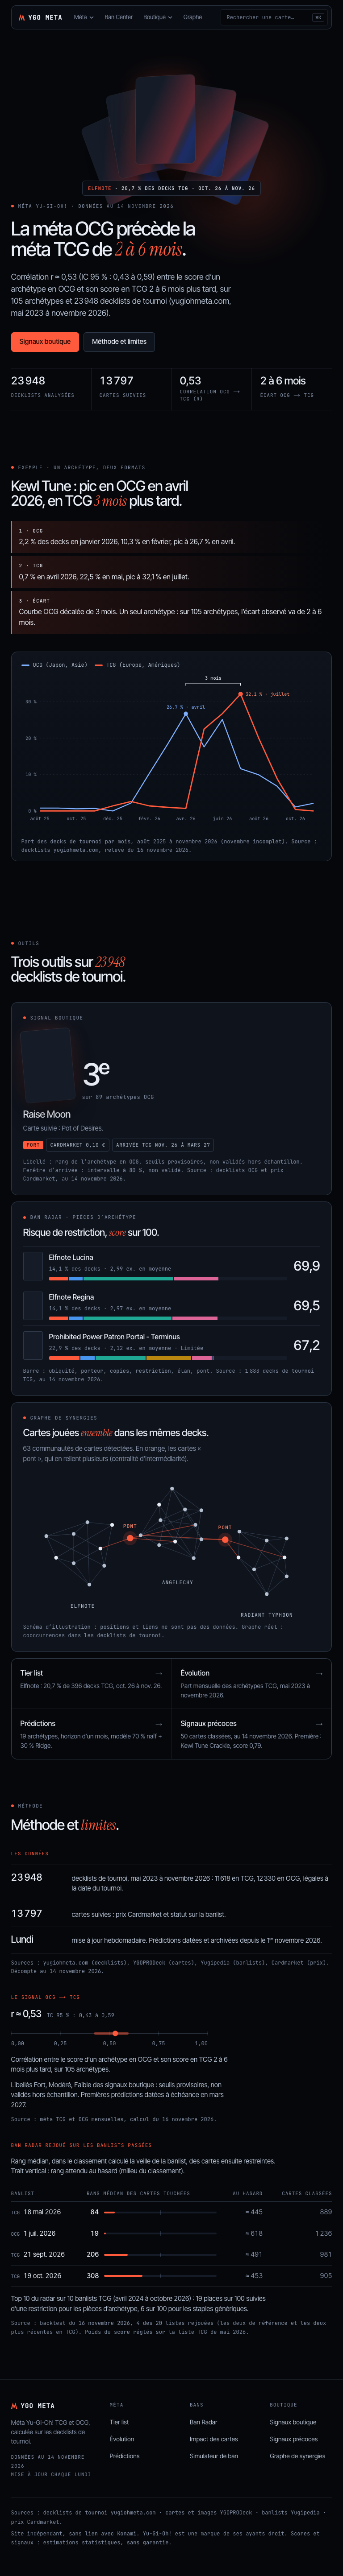 YGO META
Méta
Ban Center
Boutique
Graphe
Rechercher une carte…
⌘K
ELFNOTE · 20,7 % DES DECKS TCG · OCT. 26 À NOV. 26
MÉTA YU-GI-OH! · DONNÉES AU 14 NOVEMBRE 2026
La méta OCG précède la
méta TCG de 2 à 6 mois.
Corrélation r ≈ 0,53 (IC 95 % : 0,43 à 0,59) entre le score d’un
archétype en OCG et son score en TCG 2 à 6 mois plus tard, sur
105 archétypes et 23 948 decklists de tournoi (yugiohmeta.com,
mai 2023 à novembre 2026).
Signaux boutique
Méthode et limites
23 948
DECKLISTS ANALYSÉES
13 797
CARTES SUIVIES
0,53
CORRÉLATION OCG →
TCG (R)
2 à 6 mois
ÉCART OCG → TCG
EXEMPLE · UN ARCHÉTYPE, DEUX FORMATS
Kewl Tune : pic en OCG en avril
2026, en TCG 3 mois plus tard.
1 · OCG
2,2 % des decks en janvier 2026, 10,3 % en février, pic à 26,7 % en avril.
2 · TCG
0,7 % en avril 2026, 22,5 % en mai, pic à 32,1 % en juillet.
3 · ÉCART
Courbe OCG décalée de 3 mois. Un seul archétype : sur 105 archétypes, l’écart observé va de 2 à 6
mois.
OCG (Japon, Asie)
TCG (Europe, Amériques)
3 mois
32,1 % · juillet
26,7 % · avril
30 %
20 %
10 %
0 %
août 25
oct. 25
déc. 25
févr. 26
avr. 26
juin 26
août 26
oct. 26
Part des decks de tournoi par mois, août 2025 à novembre 2026 (novembre incomplet). Source :
decklists yugiohmeta.com, relevé du 16 novembre 2026.
OUTILS
Trois outils sur 23 948
decklists de tournoi.
SIGNAL BOUTIQUE
3e
sur 89 archétypes OCG
Raise Moon
Carte suivie : Pot of Desires.
FORT
CARDMARKET 0,10 €
ARRIVÉE TCG NOV. 26 À MARS 27
Libellé : rang de l’archétype en OCG, seuils provisoires, non validés hors échantillon.
Fenêtre d’arrivée : intervalle à 80 %, non validé. Source : decklists OCG et prix
Cardmarket, au 14 novembre 2026.
BAN RADAR · PIÈCES D’ARCHÉTYPE
Risque de restriction, score sur 100.
Elfnote Lucina
14,1 % des decks · 2,99 ex. en moyenne
69,9
Elfnote Regina
14,1 % des decks · 2,97 ex. en moyenne
69,5
Prohibited Power Patron Portal - Terminus
22,9 % des decks · 2,12 ex. en moyenne · Limitée
67,2
Barre : ubiquité, porteur, copies, restriction, élan, pont. Source : 1 883 decks de tournoi
TCG, au 14 novembre 2026.
GRAPHE DE SYNERGIES
Cartes jouées ensemble dans les mêmes decks.
63 communautés de cartes détectées. En orange, les cartes «
pont », qui en relient plusieurs (centralité d’intermédiarité).
PONT
PONT
ANGELECHY
ELFNOTE
RADIANT TYPHOON
Schéma d’illustration : positions et liens ne sont pas des données. Graphe réel :
cooccurrences dans les decklists de tournoi.
Tier list →
Elfnote : 20,7 % de 396 decks TCG, oct. 26 à nov. 26.
Évolution →
Part mensuelle des archétypes TCG, mai 2023 à
novembre 2026.
Prédictions →
19 archétypes, horizon d’un mois, modèle 70 % naïf +
30 % Ridge.
Signaux précoces →
50 cartes classées, au 14 novembre 2026. Première :
Kewl Tune Crackle, score 0,79.
MÉTHODE
Méthode et limites.
LES DONNÉES
23 948
decklists de tournoi, mai 2023 à novembre 2026 : 11 618 en TCG, 12 330 en OCG, légales à
la date du tournoi.
13 797
cartes suivies : prix Cardmarket et statut sur la banlist.
Lundi
mise à jour hebdomadaire. Prédictions datées et archivées depuis le 1er novembre 2026.
Sources : yugiohmeta.com (decklists), YGOPRODeck (cartes), Yugipedia (banlists), Cardmarket (prix).
Décompte au 14 novembre 2026.
LE SIGNAL OCG → TCG
r ≈ 0,53 IC 95 % : 0,43 à 0,59
0,00
0,25
0,50
0,75
1,00
Corrélation entre le score d’un archétype en OCG et son score en TCG 2 à 6
mois plus tard, sur 105 archétypes.
Libellés Fort, Modéré, Faible des signaux boutique : seuils provisoires, non
validés hors échantillon. Premières prédictions datées à échéance en mars
2027.
Source : méta TCG et OCG mensuelles, calcul du 16 novembre 2026.
BAN RADAR REJOUÉ SUR LES BANLISTS PASSÉES
Rang médian, dans le classement calculé la veille de la banlist, des cartes ensuite restreintes.
Trait vertical : rang attendu au hasard (milieu du classement).
BANLIST
RANG MÉDIAN DES CARTES TOUCHÉES
AU HASARD
CARTES CLASSÉES
TCG 18 mai 2026
84
≈ 445
889
OCG 1 juil. 2026
19
≈ 618
1 236
TCG 21 sept. 2026
206
≈ 491
981
TCG 19 oct. 2026
308
≈ 453
905
Top 10 du radar sur 10 banlists TCG (avril 2024 à octobre 2026) : 19 places sur 100 suivies
d’une restriction pour les pièces d’archétype, 6 sur 100 pour les staples génériques.
Source : backtest du 16 novembre 2026, 4 des 20 listes rejouées (les deux de référence et les deux
plus récentes en TCG). Poids du score réglés sur la liste TCG de mai 2026.
YGO META
Méta Yu-Gi-Oh! TCG et OCG,
calculée sur les decklists de
tournoi.
DONNÉES AU 14 NOVEMBRE
2026
MISE À JOUR CHAQUE LUNDI
MÉTA
Tier list
Évolution
Prédictions
BANS
Ban Radar
Impact des cartes
Simulateur de ban
BOUTIQUE
Signaux boutique
Signaux précoces
Graphe de synergies
Sources : decklists de tournoi yugiohmeta.com · cartes et images YGOPRODeck · banlists Yugipedia ·
prix Cardmarket.
Site indépendant, sans lien avec Konami. Yu-Gi-Oh! est une marque de ses ayants droit. Scores et
signaux : estimations statistiques, sans garantie.